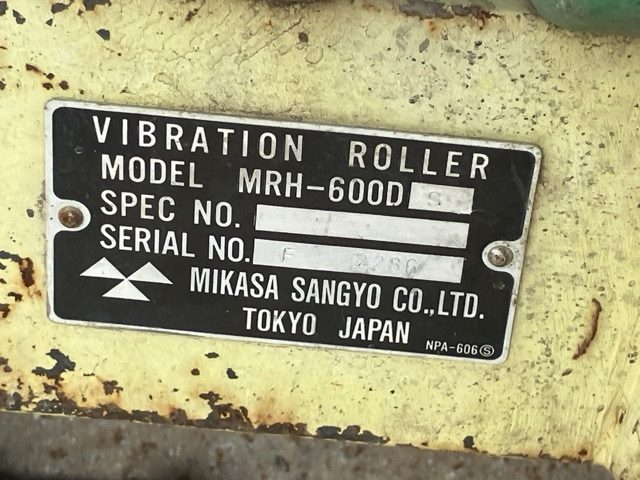 VIBRATION ROLLER
MODEL MRH-600D S
SPEC NO.
SERIAL NO. F
MIKASA SANGYO CO.,LTD.
TOKYO JAPAN
NPA-606 Ⓢ